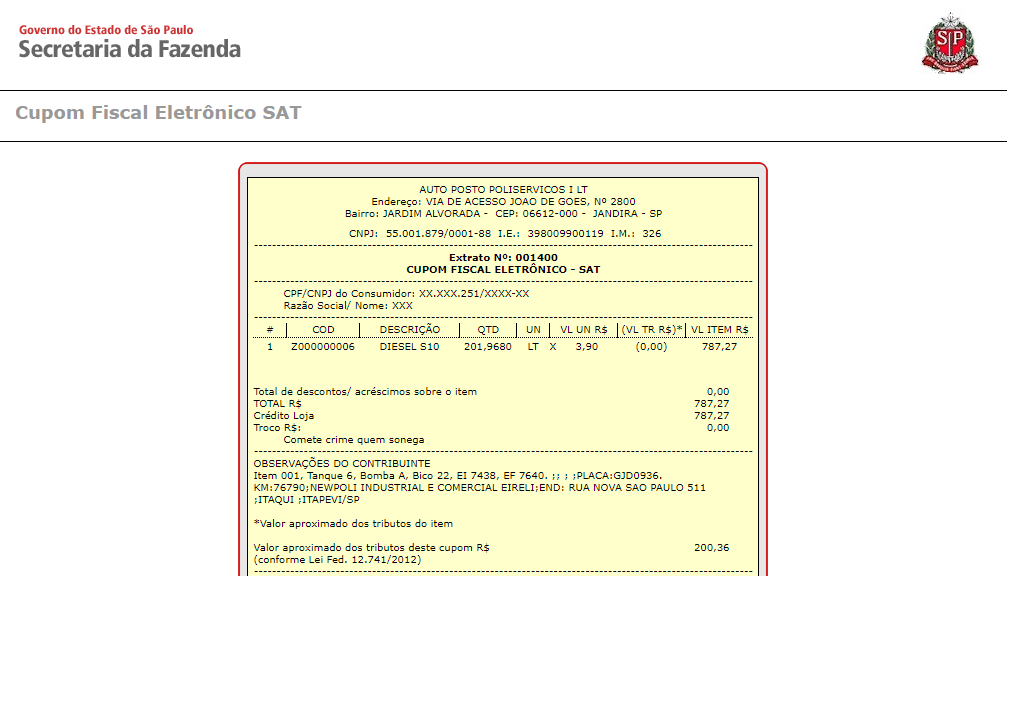 Governo do Estado de São Paulo
Secretaria da Fazenda
SP
Cupom Fiscal Eletrônico SAT
AUTO POSTO POLISERVICOS I LT
Endereço: VIA DE ACESSO JOAO DE GOES, Nº 2800
Bairro: JARDIM ALVORADA - CEP: 06612-000 - JANDIRA - SP
CNPJ: 55.001.879/0001-88 I.E.: 398009900119 I.M.: 326
Extrato Nº: 001400
CUPOM FISCAL ELETRÔNICO - SAT
CPF/CNPJ do Consumidor: XX.XXX.251/XXXX-XX
Razão Social/ Nome: XXX
# COD DESCRIÇÃO QTD UN VL UN R$ (VL TR R$)* VL ITEM R$
1 Z000000006 DIESEL S10 201,9680 LT X 3,90 (0,00) 787,27
Total de descontos/ acréscimos sobre o item 0,00
TOTAL R$ 787,27
Crédito Loja 787,27
Troco R$: 0,00
Comete crime quem sonega
OBSERVAÇÕES DO CONTRIBUINTE
Item 001, Tanque 6, Bomba A, Bico 22, EI 7438, EF 7640. ;; ; ;PLACA:GJD0936.
KM:76790;NEWPOLI INDUSTRIAL E COMERCIAL EIRELI;END: RUA NOVA SAO PAULO 511
;ITAQUI ;ITAPEVI/SP
*Valor aproximado dos tributos do item
Valor aproximado dos tributos deste cupom R$ 200,36
(conforme Lei Fed. 12.741/2012)